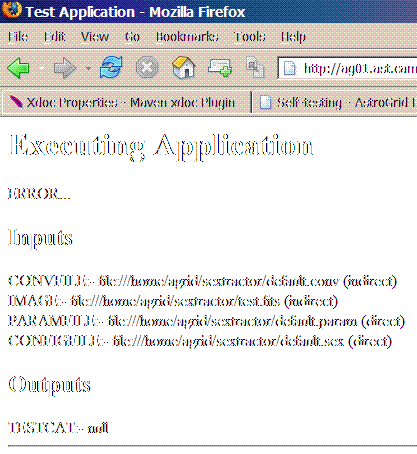 Test Application - Mozilla Firefox
File Edit View Go Bookmarks Tools Help
http://ag01.ast.cam
Xdoc Properties - Maven xdoc Plugin
Self-testing - AstroGrid
Executing Application
ERROR...
Inputs
CONVFILE:- file:///home/agrid/sextractor/default.conv (indirect)
IMAGE:- file:///home/agrid/sextractor/test.fits (indirect)
PARAMFILE:- file:///home/agrid/sextractor/default.param (direct)
CONFIGFILE:- file:///home/agrid/sextractor/default.sex (direct)
Outputs
TESTCAT:- null